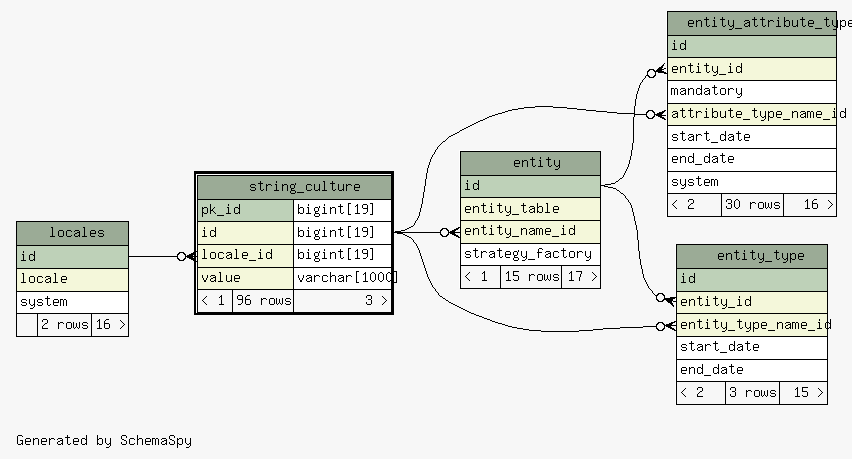 entity_attribute_type
id
entity_id
mandatory
attribute_type_name_id
start_date
end_date
system
< 2 30 rows 16 >
entity
id
entity_table
entity_name_id
strategy_factory
< 1 15 rows 17 >
string_culture
pk_id bigint[19]
id bigint[19]
locale_id bigint[19]
value varchar[1000]
< 1 96 rows 3 >
locales
id
locale
system
2 rows 16 >
entity_type
id
entity_id
entity_type_name_id
start_date
end_date
< 2 3 rows 15 >
Generated by SchemaSpy